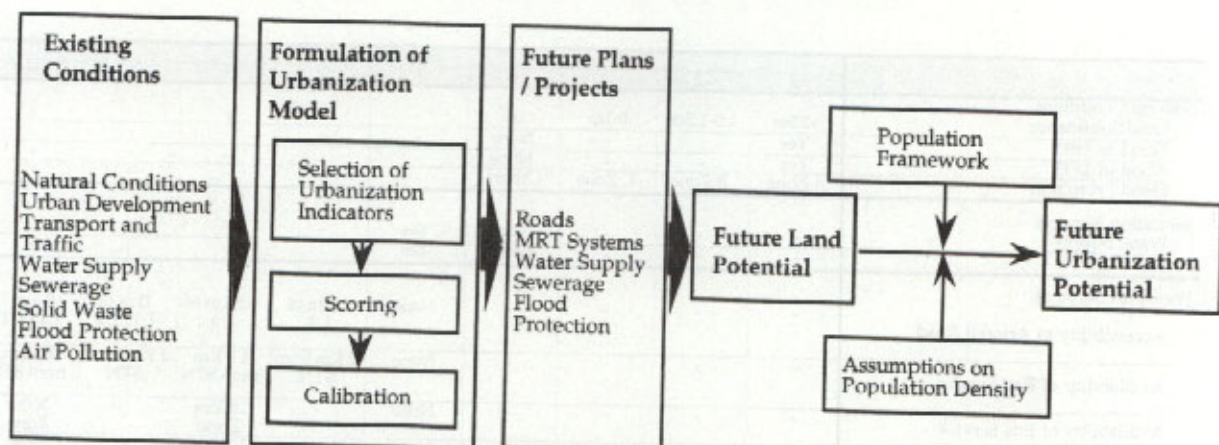 Existing
Conditions
Natural Conditions
Urban Development
Transport and
Traffic
Water Supply
Sewerage
Solid Waste
Flood Protection
Air Pollution
Formulation of
Urbanization
Model
Selection of
Urbanization
Indicators
Scoring
Calibration
Future Plans
/ Projects
Roads
MRT Systems
Water Supply
Sewerage
Flood
Protection
Future Land
Potential
Population
Framework
Assumptions on
Population Density
Future
Urbanization
Potential